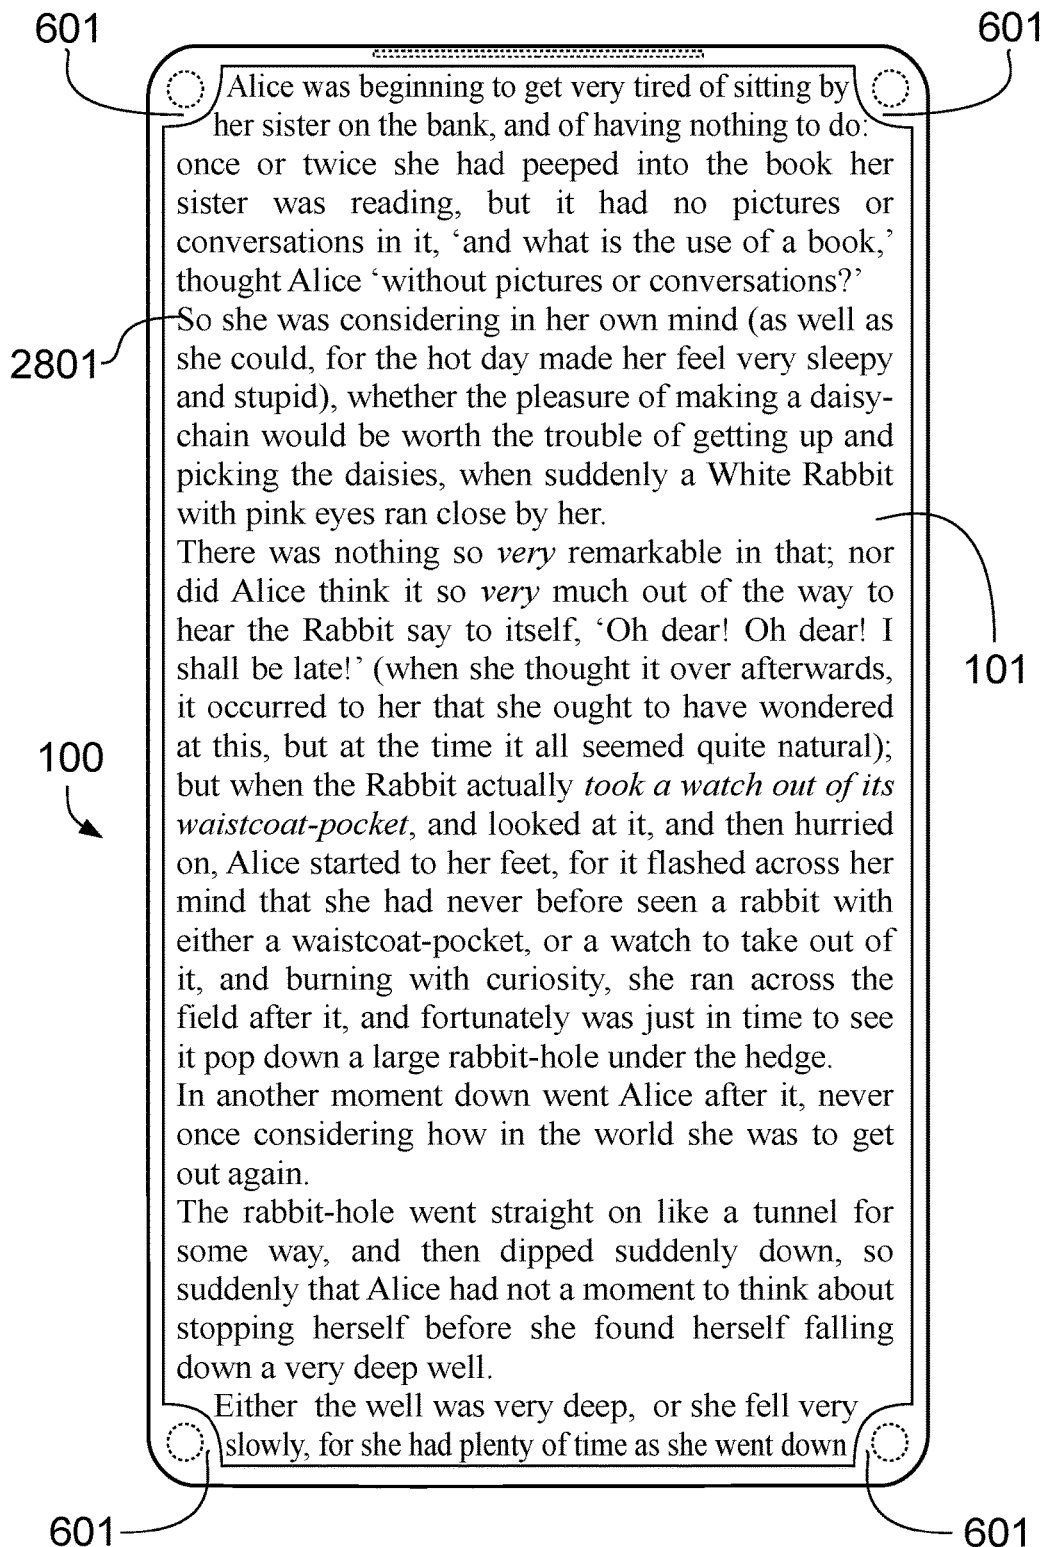 601
601
Alice was beginning to get very tired of sitting by
her sister on the bank, and of having nothing to do:
once or twice she had peeped into the book her
sister was reading, but it had no pictures or
conversations in it, ‘and what is the use of a book,’
thought Alice ‘without pictures or conversations?’
So she was considering in her own mind (as well as
2801
she could, for the hot day made her feel very sleepy
and stupid), whether the pleasure of making a daisy-
chain would be worth the trouble of getting up and
picking the daisies, when suddenly a White Rabbit
with pink eyes ran close by her.
There was nothing so very remarkable in that; nor
did Alice think it so very much out of the way to
hear the Rabbit say to itself, ‘Oh dear! Oh dear! I
shall be late!’ (when she thought it over afterwards,
101
it occurred to her that she ought to have wondered
at this, but at the time it all seemed quite natural);
100
but when the Rabbit actually took a watch out of its
waistcoat-pocket, and looked at it, and then hurried
on, Alice started to her feet, for it flashed across her
mind that she had never before seen a rabbit with
either a waistcoat-pocket, or a watch to take out of
it, and burning with curiosity, she ran across the
field after it, and fortunately was just in time to see
it pop down a large rabbit-hole under the hedge.
In another moment down went Alice after it, never
once considering how in the world she was to get
out again.
The rabbit-hole went straight on like a tunnel for
some way, and then dipped suddenly down, so
suddenly that Alice had not a moment to think about
stopping herself before she found herself falling
down a very deep well.
Either the well was very deep, or she fell very
slowly, for she had plenty of time as she went down
601
601